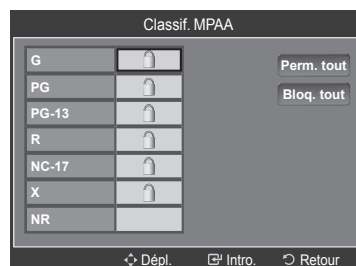 Classif. MPAA
G
Perm. tout
PG
Bloq. tout
PG-13
R
NC-17
X
NR
Dépl. Intro. Retour